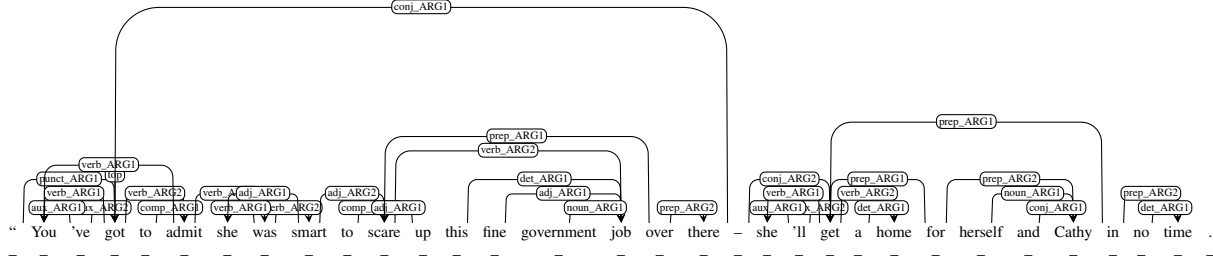 conj_ARG1
prep_ARG1
prep_ARG1
verb_ARG2
verb_ARG1
top
punct_ARG1 det_ARG1 conj_ARG2 prep_ARG1 prep_ARG2
verb_ARG1 verb_ARG2 adj_ARG1 adj_ARG2 adj_ARG1 verb_ARG1 verb_ARG2 noun_ARG1 prep_ARG2
aux_ARG1 comp_ARG1 verb_ARG1 adj_ARG1 noun_ARG1 prep_ARG2 aux_ARG1 det_ARG1 conj_ARG1 det_ARG1
“ You 've got to admit she was smart to scare up this fine government job over there – she 'll get a home for herself and Cathy in no time .
_ _ _ _ _ _ _ _ _ _ _ _ _ _ _ _ _ _ _ _ _ _ _ _ _ _ _ _ _ _ _ _